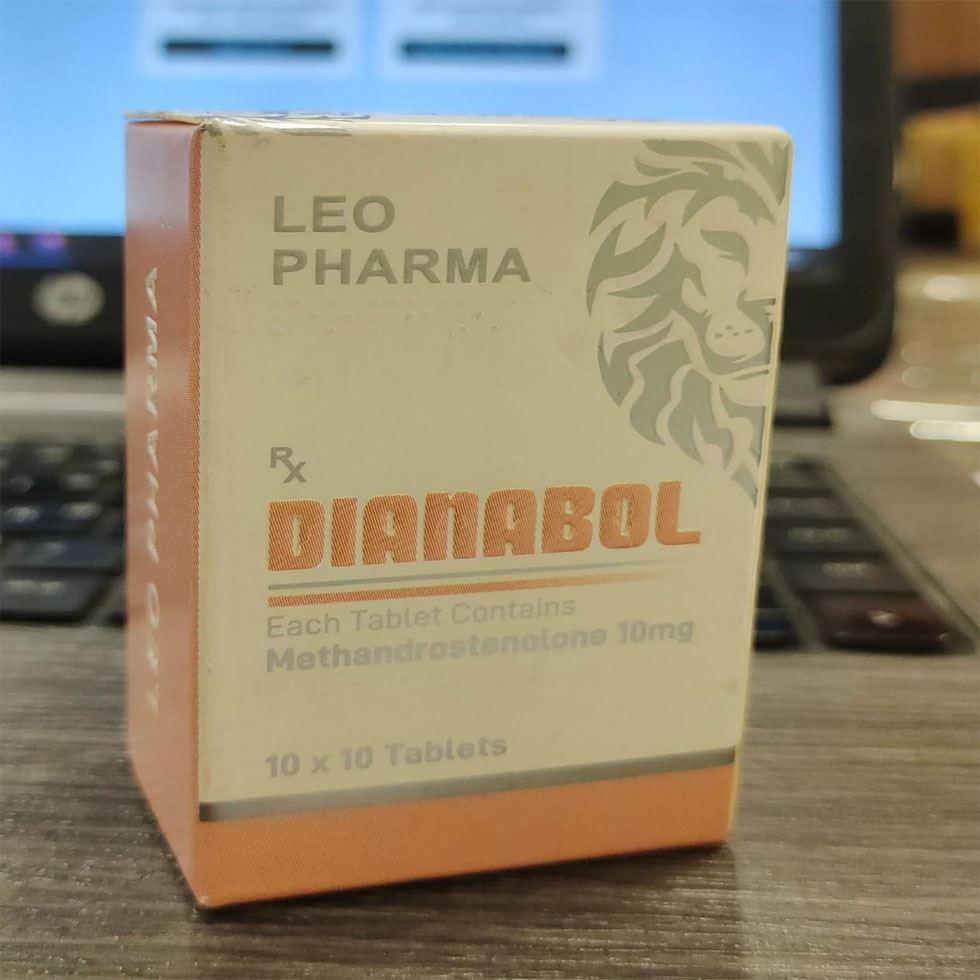 LEO
PHARMA
Rx
DIANABOL
Each Tablet Contains
Methandrostenolone 10mg
10 x 10 Tablets
LEO PHARMA